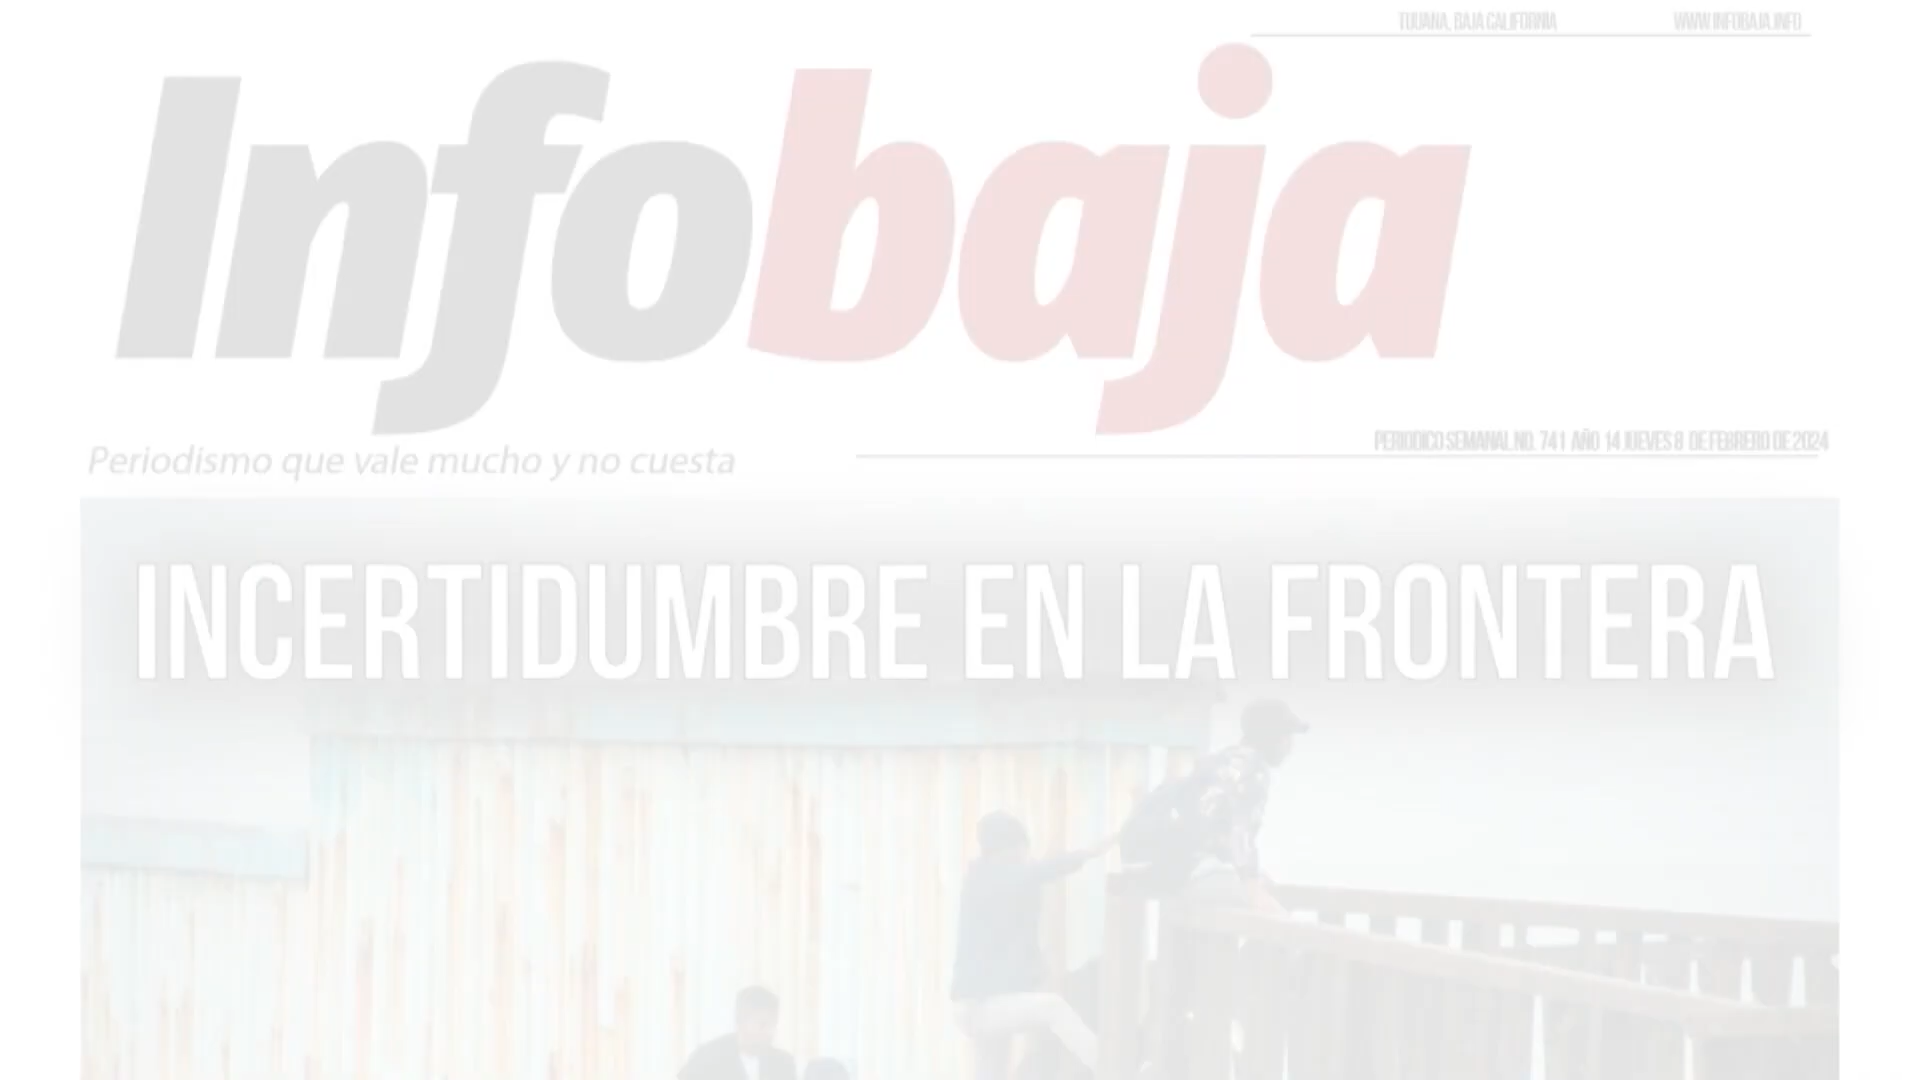 TIJUANA, BAJA CALIFORNIA WWW.INFOBAJA.INFO
Infobaja
PERIODICO SEMANAL NO. 741 AÑO 14 JUEVES 8 DE FEBRERO DE 2024
Periodismo que vale mucho y no cuesta
INCERTIDUMBRE EN LA FRONTERA